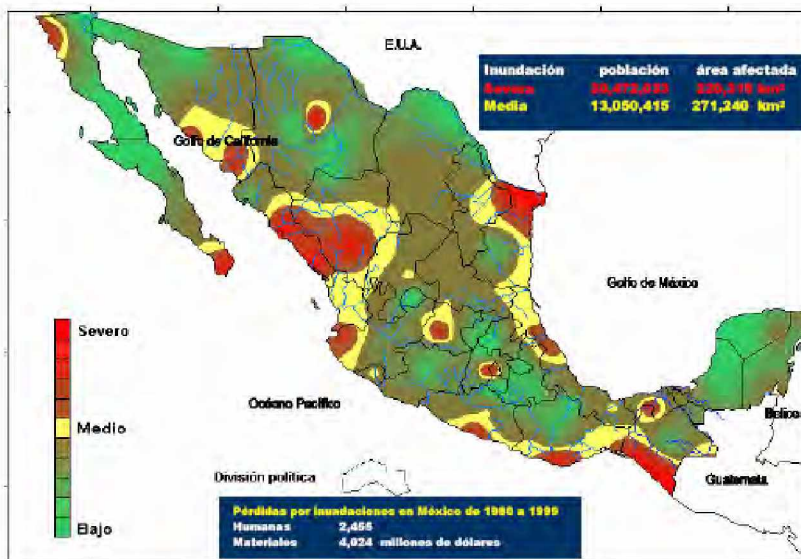 E.U.A.
Inundación población área afectada
Severa
Media 13,050,415 271,240 km²
Golfo de California
Golfo de México
Severo
Medio
Bajo
Océano Pacífico
Belice
Guatemala
División política
Pérdidas por inundaciones en México de 1980 a 1999
Humanas 2,455
Materiales 4,024 millones de dólares